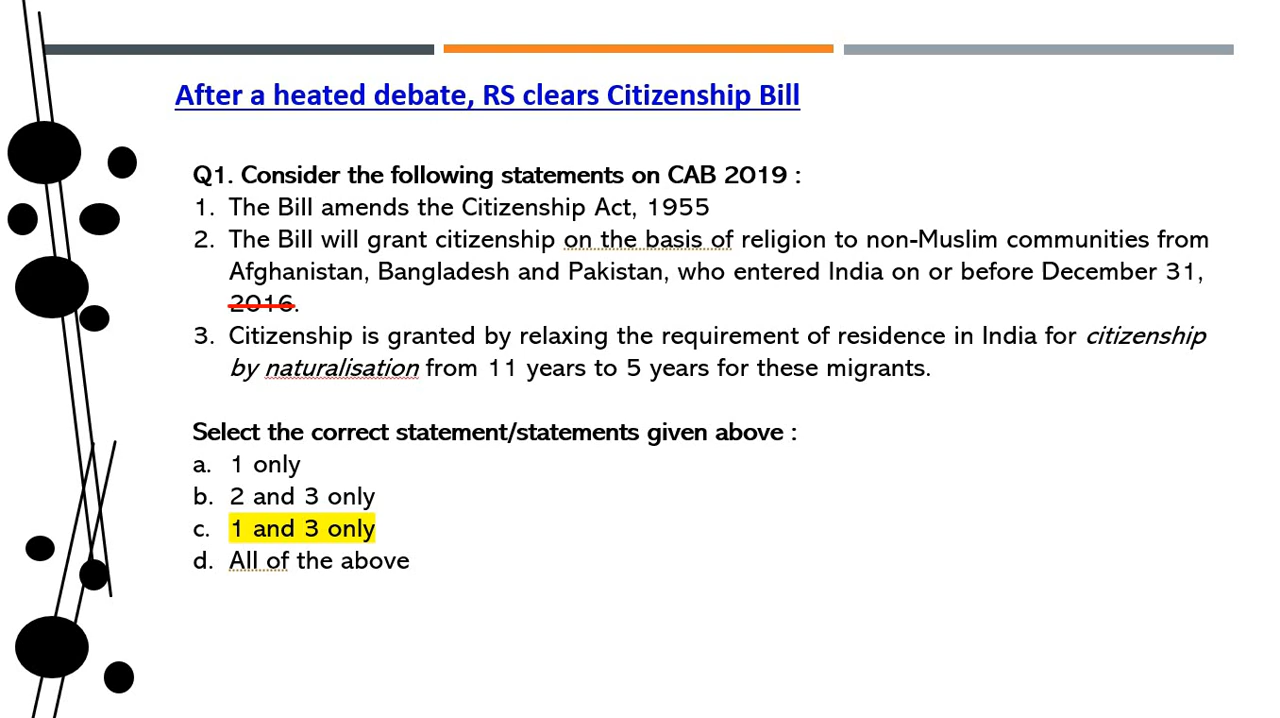 After a heated debate, RS clears Citizenship Bill
Q1. Consider the following statements on CAB 2019 :
1. The Bill amends the Citizenship Act, 1955
2. The Bill will grant citizenship on the basis of religion to non-Muslim communities from
Afghanistan, Bangladesh and Pakistan, who entered India on or before December 31,
2016.
3. Citizenship is granted by relaxing the requirement of residence in India for citizenship
by naturalisation from 11 years to 5 years for these migrants.
Select the correct statement/statements given above :
a. 1 only
b. 2 and 3 only
c. 1 and 3 only
d. All of the above